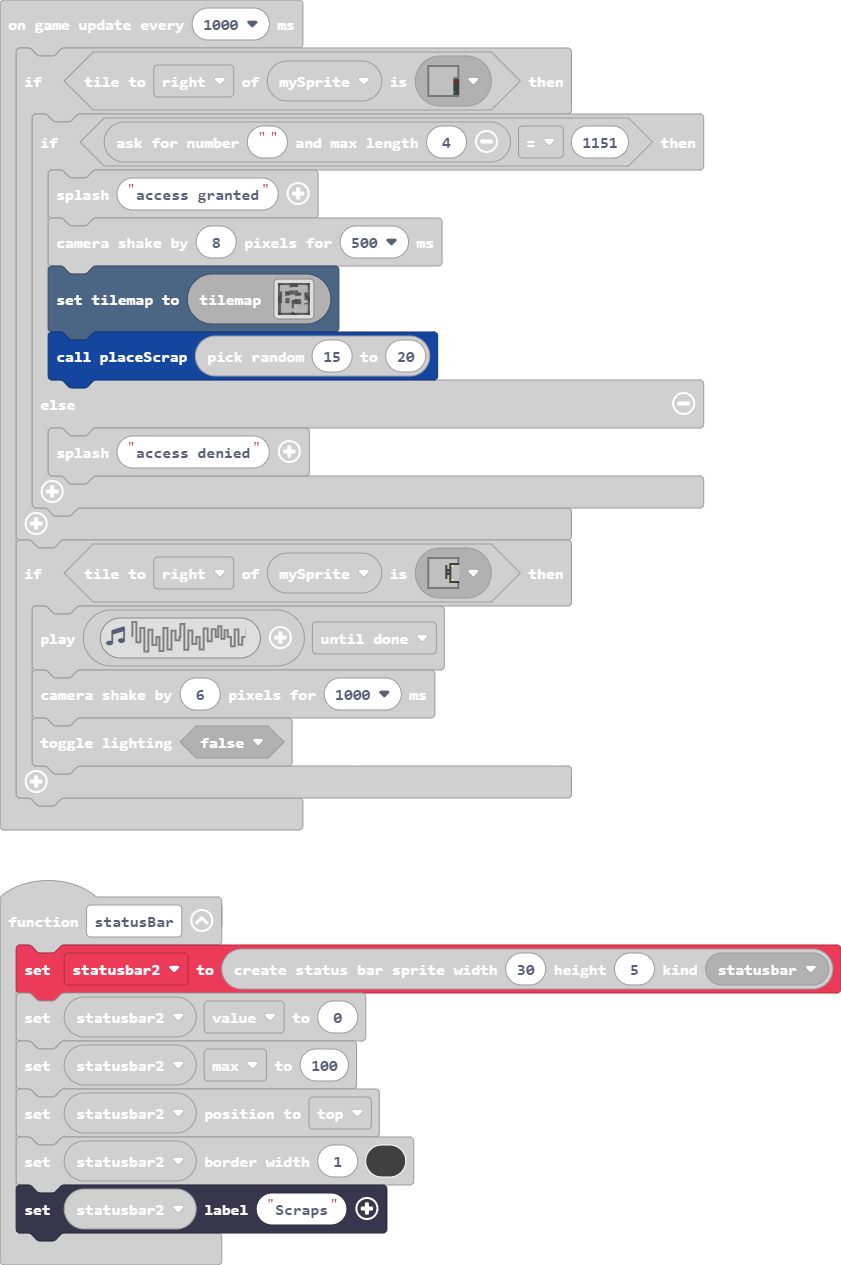 on game update every 1000 ms
if tile to right of mySprite is then
if ask for number " " and max length 4 = 1151 then
splash "access granted"
camera shake by 8 pixels for 500 ms
set tilemap to tilemap
call placeScrap pick random 15 to 20
else
splash "access denied"
if tile to right of mySprite is then
play until done
camera shake by 6 pixels for 1000 ms
toggle lighting false
function statusBar
set statusbar2 to create status bar sprite width 30 height 5 kind statusbar
set statusbar2 value to 0
set statusbar2 max to 100
set statusbar2 position to top
set statusbar2 border width 1
set statusbar2 label "Scraps"